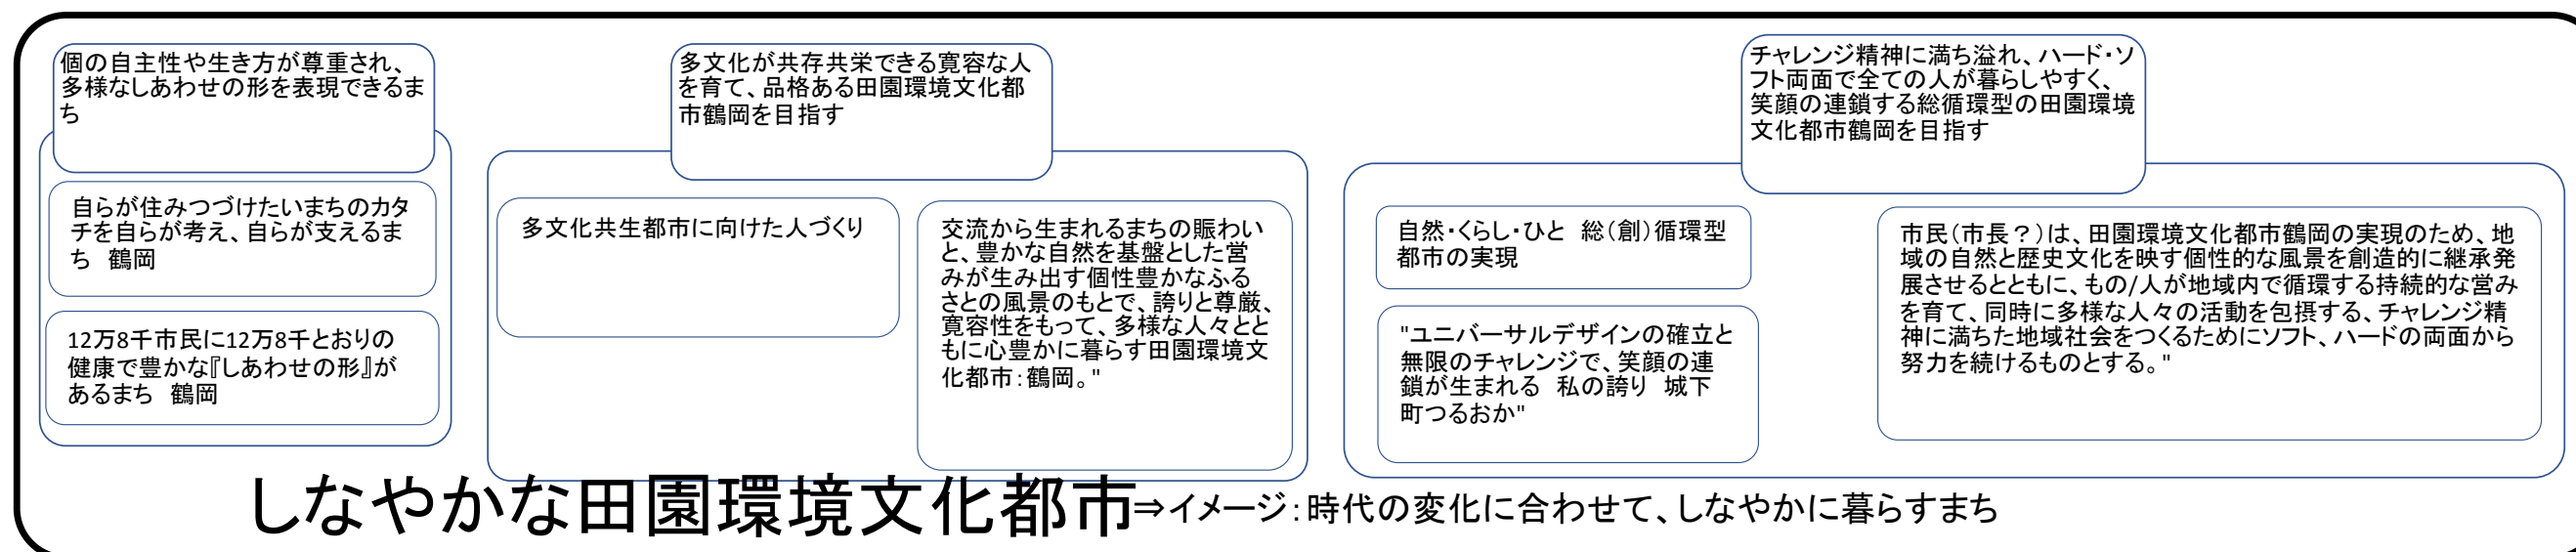 個の自主性や生き方が尊重され、
多様なしあわせの形を表現できるま
ち
自らが住みつづけたいまちのカタ
チを自らが考え、自らが支えるま
ち　鶴岡
12万8千市民に12万8千とおりの
健康で豊かな『しあわせの形』が
あるまち　鶴岡
多文化が共存共栄できる寛容な人
を育て、品格ある田園環境文化都
市鶴岡を目指す
多文化共生都市に向けた人づくり
交流から生まれるまちの賑わい
と、豊かな自然を基盤とした営
みが生み出す個性豊かなふる
さとの風景のもとで、誇りと尊厳、
寛容性をもって、多様な人々とと
もに心豊かに暮らす田園環境文
化都市：鶴岡。"
チャレンジ精神に満ち溢れ、ハード・ソ
フト両面で全ての人が暮らしやすく、
笑顔の連鎖する総循環型の田園環境
文化都市鶴岡を目指す
自然・くらし・ひと　総（創）循環型
都市の実現
"ユニバーサルデザインの確立と
無限のチャレンジで、笑顔の連
鎖が生まれる　私の誇り　城下
町つるおか"
市民（市長？）は、田園環境文化都市鶴岡の実現のため、地
域の自然と歴史文化を映す個性的な風景を創造的に継承発
展させるとともに、もの/人が地域内で循環する持続的な営み
を育て、同時に多様な人々の活動を包摂する、チャレンジ精
神に満ちた地域社会をつくるためにソフト、ハードの両面から
努力を続けるものとする。"
しなやかな田園環境文化都市⇒イメージ：時代の変化に合わせて、しなやかに暮らすまち